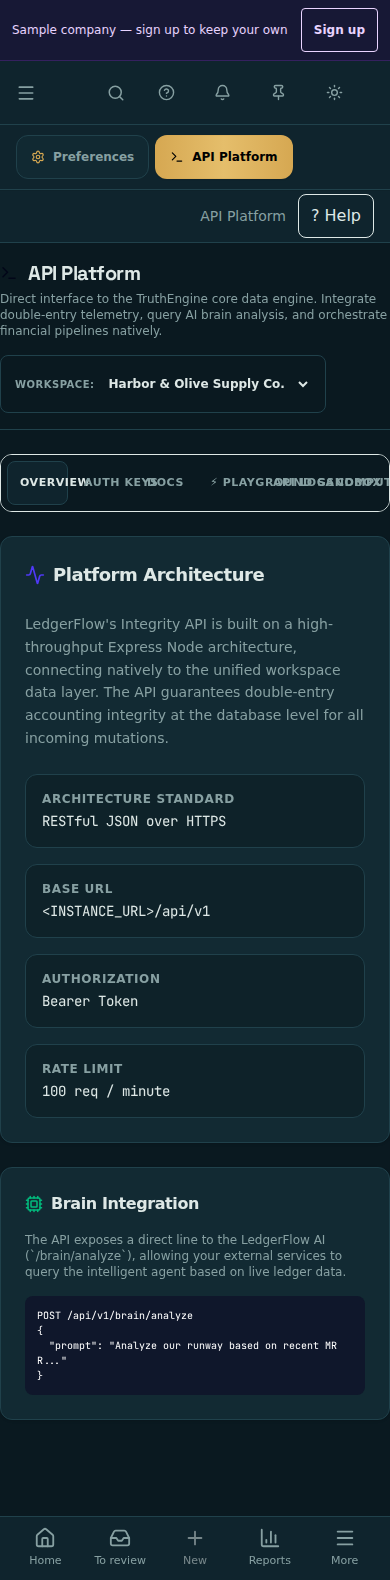 Sample company — sign up to keep your own
Sign up
Preferences
API Platform
API Platform
? Help
API Platform
Direct interface to the TruthEngine core data engine. Integrate
double-entry telemetry, query AI brain analysis, and orchestrate
financial pipelines natively.
WORKSPACE: Harbor & Olive Supply Co.
OVERVIEW AUTH KEYS DOCS ⚡ PLAYGROUND
Platform Architecture
LedgerFlow's Integrity API is built on a high-
throughput Express Node architecture,
connecting natively to the unified workspace
data layer. The API guarantees double-entry
accounting integrity at the database level for all
incoming mutations.
ARCHITECTURE STANDARD
RESTful JSON over HTTPS
BASE URL
<INSTANCE_URL>/api/v1
AUTHORIZATION
Bearer Token
RATE LIMIT
100 req / minute
Brain Integration
The API exposes a direct line to the LedgerFlow AI
(`/brain/analyze`), allowing your external services to
query the intelligent agent based on live ledger data.
POST /api/v1/brain/analyze
{
"prompt": "Analyze our runway based on recent MR
R..."
}
Home To review New Reports More